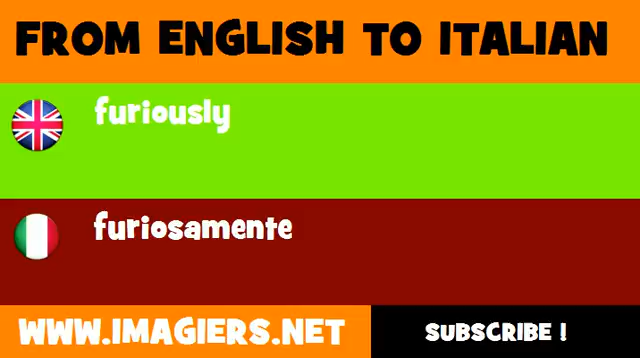 FROM ENGLISH TO ITALIAN
furiously
furiosamente
WWW.IMAGIERS.NET
SUBSCRIBE !